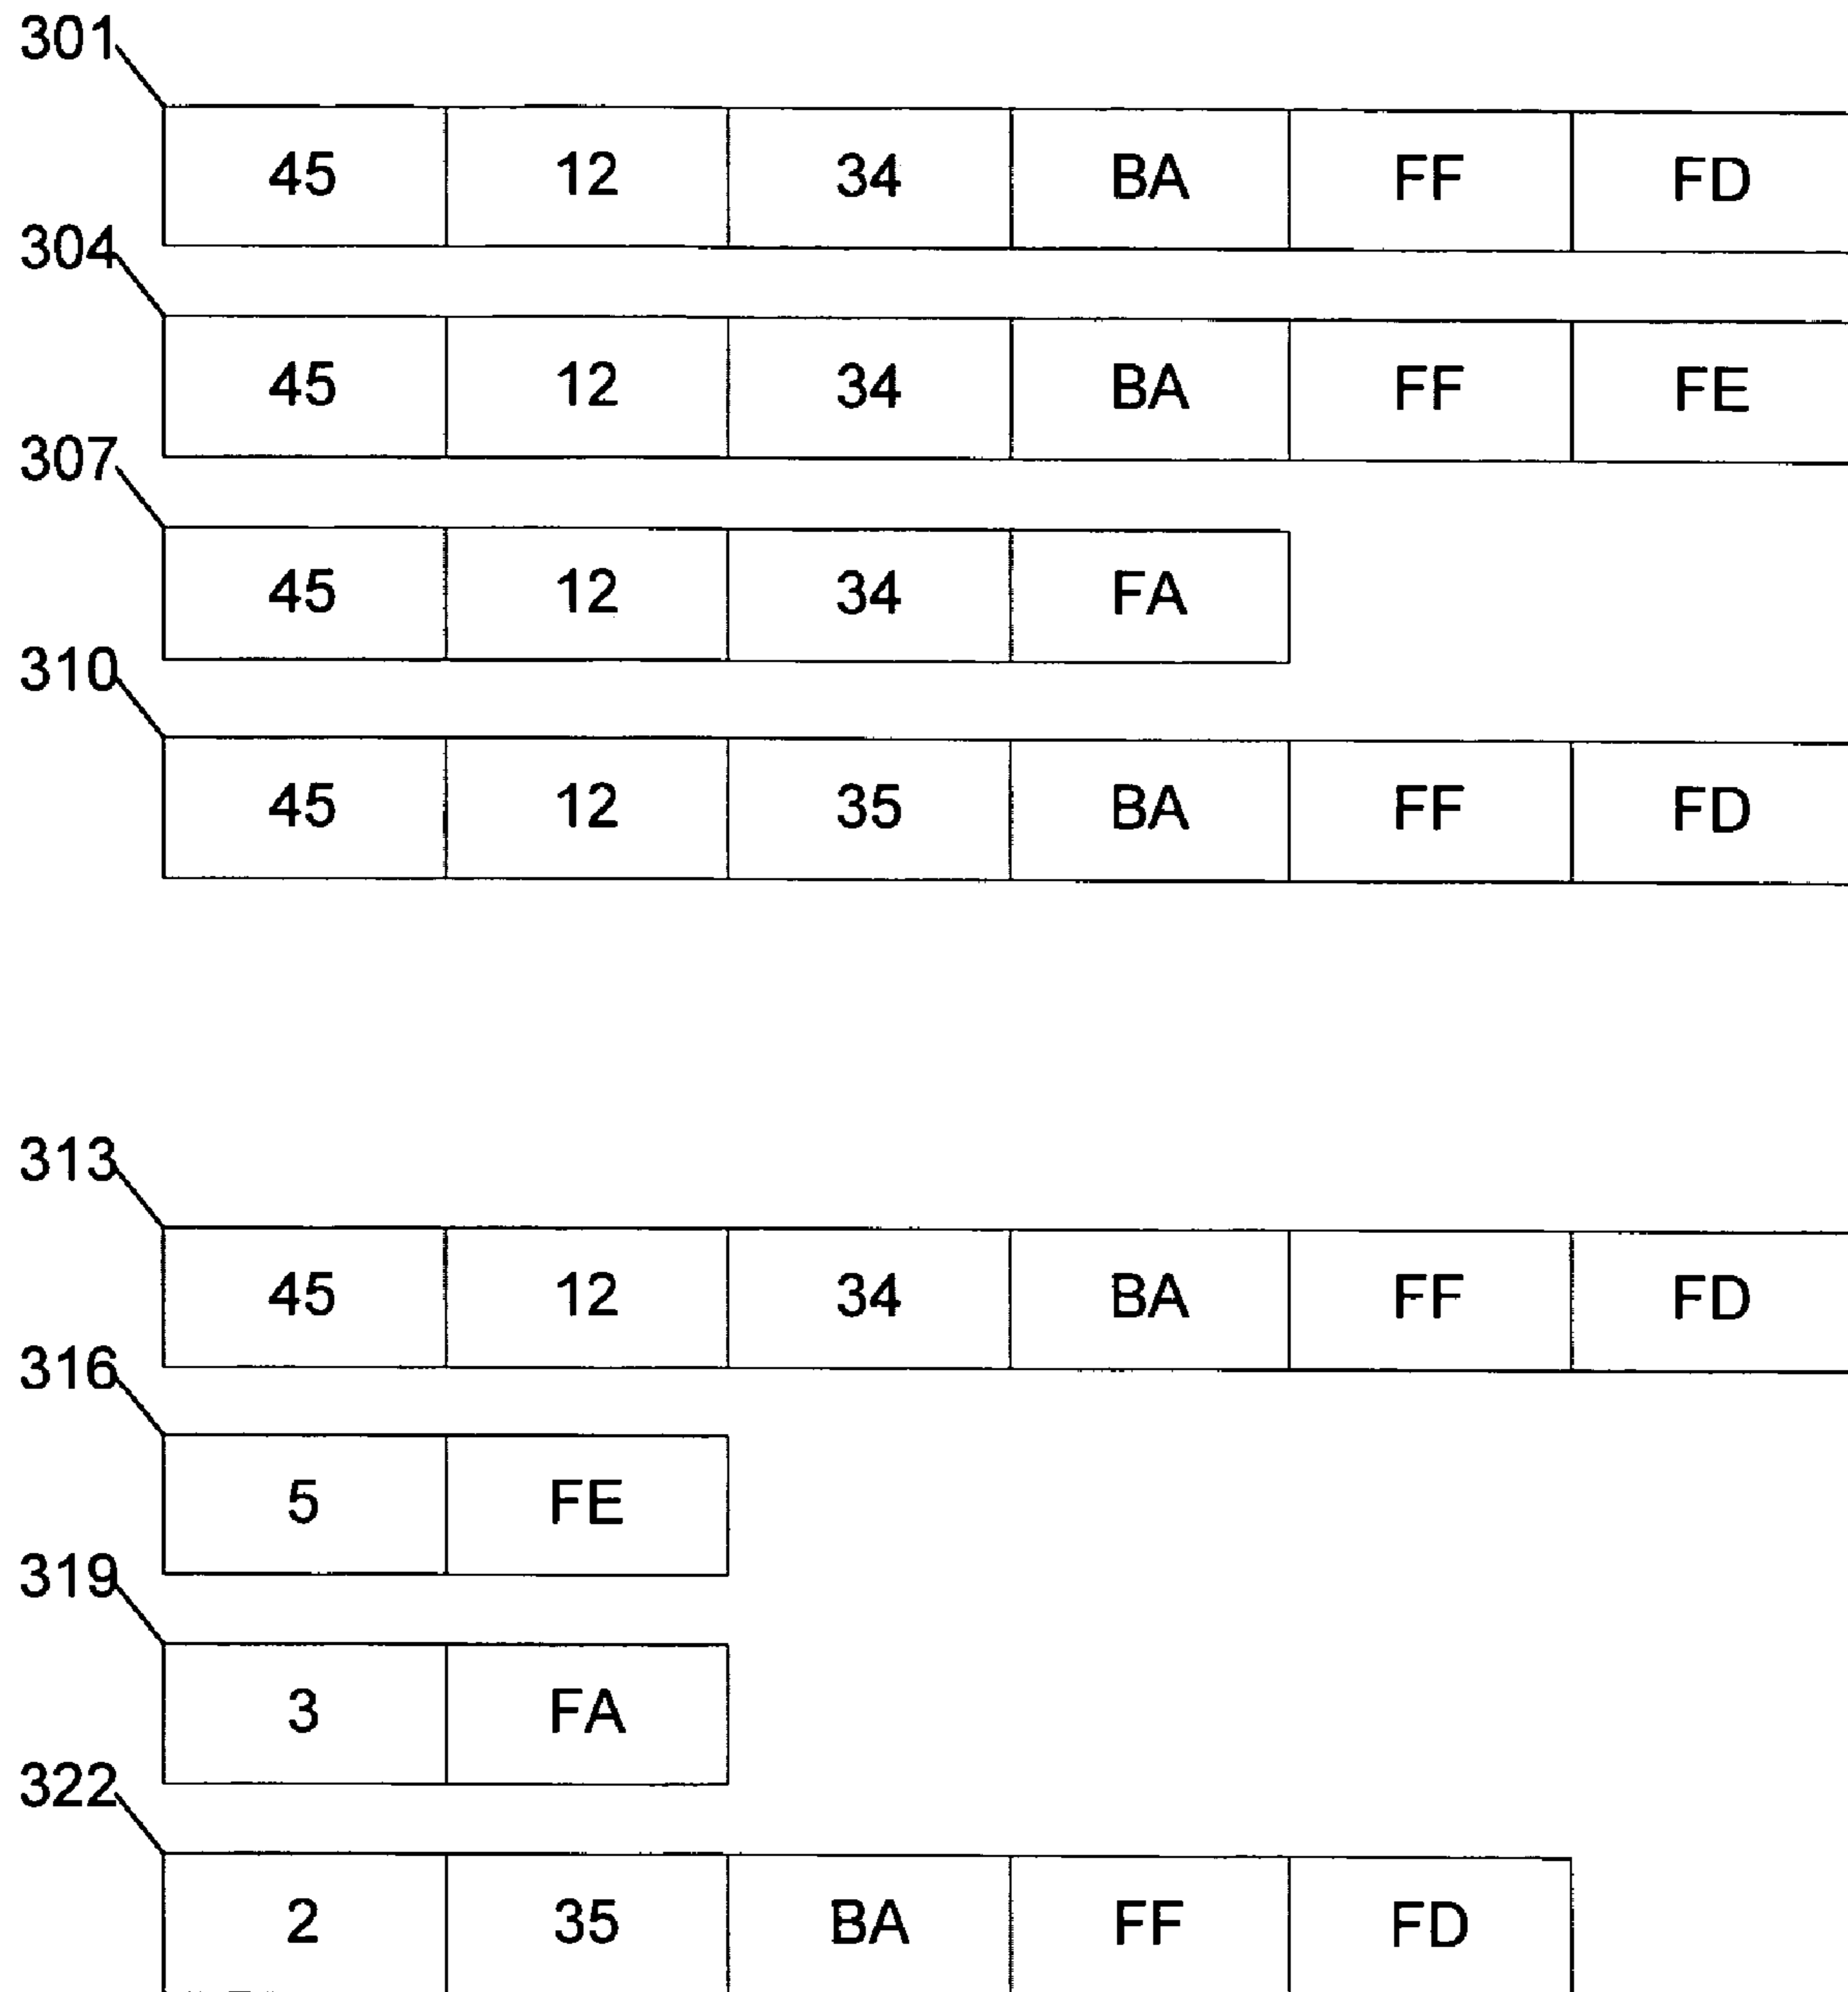 301
45 12 34 BA FF FD
304
45 12 34 BA FF FE
307
45 12 34 FA
310
45 12 35 BA FF FD
313
45 12 34 BA FF FD
316
5 FE
319
3 FA
322
2 35 BA FF FD